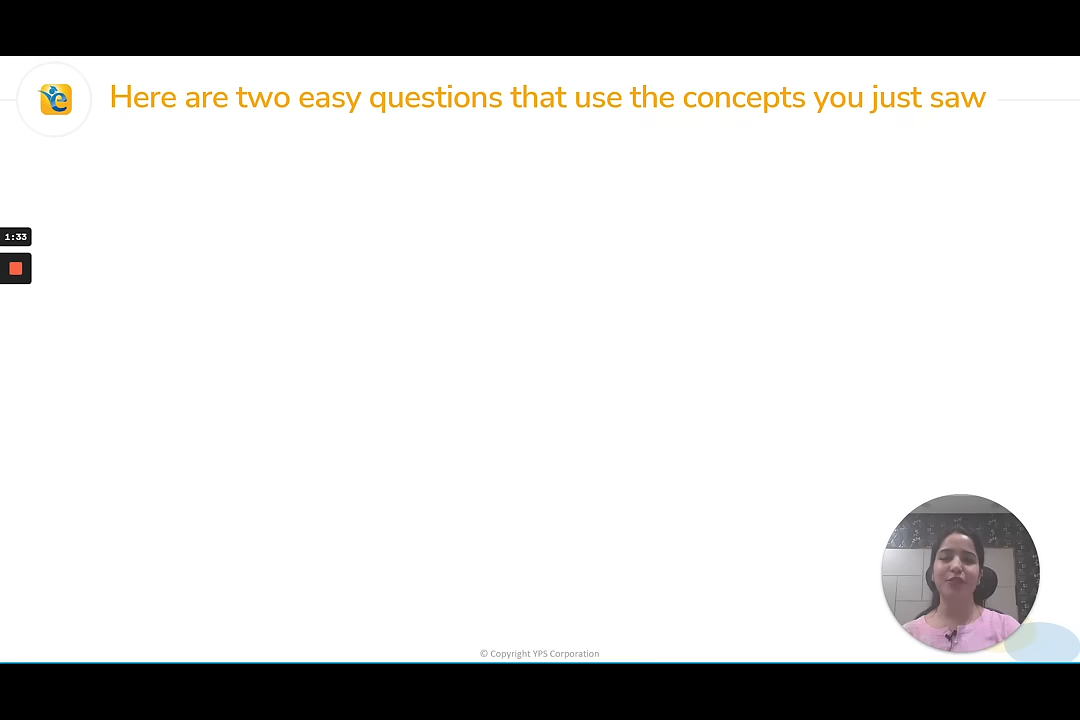 Here are two easy questions that use the concepts you just saw
1:33
© Copyright YPS Corporation